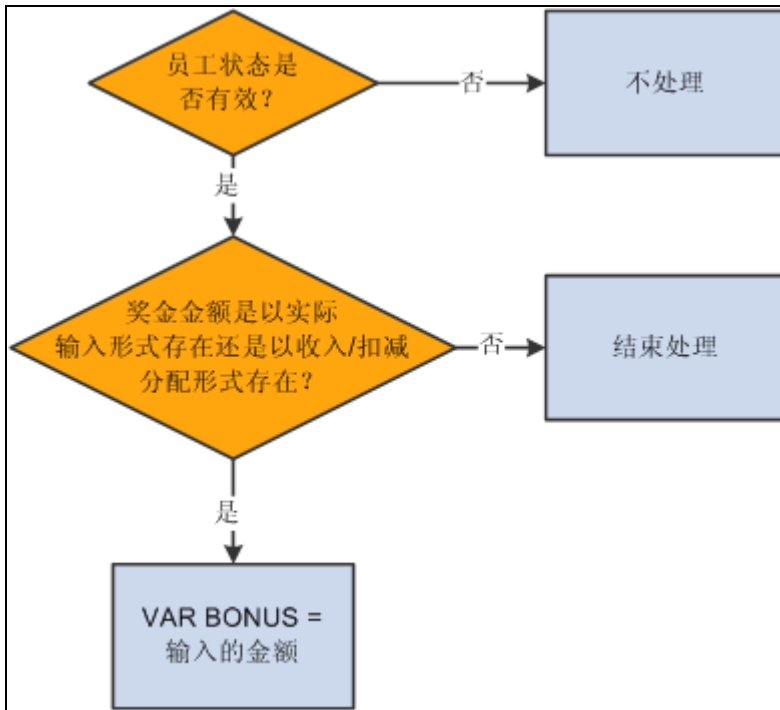 员工状态是
否有效？
否
不处理
是
奖金金额是以实际
输入形式存在还是以收入/扣减
分配形式存在？
否
结束处理
是
VAR BONUS =
输入的金额